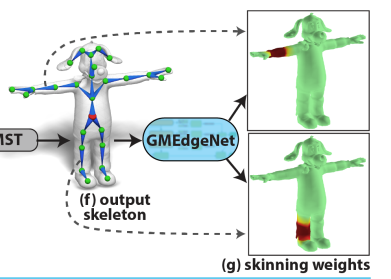 MST
GMEdgeNet
(f) output
skeleton
(g) skinning weights